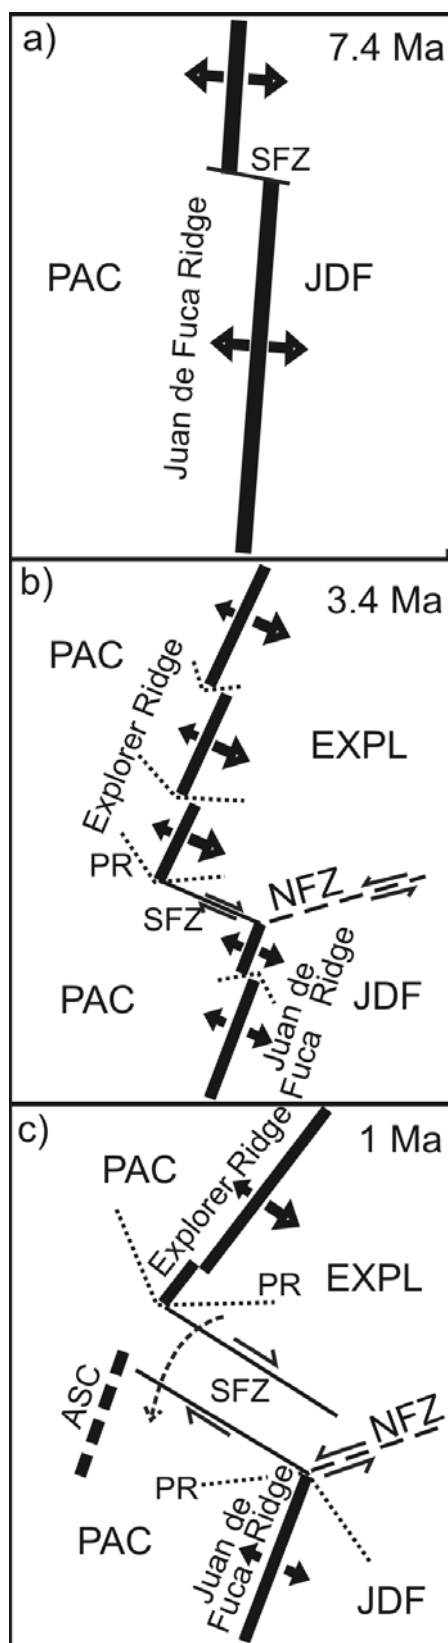 a)
7.4 Ma
SFZ
PAC
Juan de Fuca Ridge
JDF
b)
3.4 Ma
PAC
Explorer Ridge
EXPL
PR
NFZ
SFZ
PAC
Juan de
Fuca Ridge
JDF
c)
1 Ma
PAC
Explorer Ridge
PR
EXPL
SFZ
ASC
NFZ
PR
PAC
Juan de
Fuca Ridge
JDF